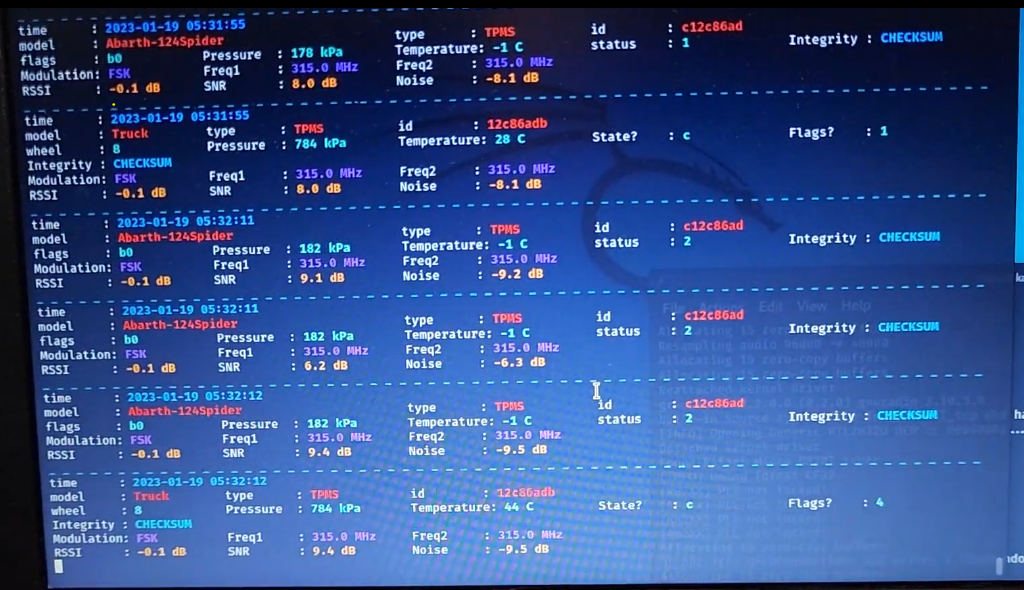 time : 2023-01-19 05:31:55 type : TPMS id : c12c86ad
model : Abarth-124Spider Temperature: -1 C status : 1 Integrity : CHECKSUM
flags : b0 Pressure : 178 kPa
Modulation: FSK Freq1 : 315.0 MHz Freq2 : 315.0 MHz
RSSI : -0.1 dB SNR : 8.0 dB Noise : -8.1 dB
time : 2023-01-19 05:31:55
model : Truck type : TPMS id : 12c86adb
wheel : 8 Pressure : 784 kPa Temperature: 28 C State? : c Flags? : 1
Integrity : CHECKSUM
Modulation: FSK Freq1 : 315.0 MHz Freq2 : 315.0 MHz
RSSI : -0.1 dB SNR : 8.0 dB Noise : -8.1 dB
time : 2023-01-19 05:32:11 type : TPMS id : c12c86ad
model : Abarth-124Spider Temperature: -1 C status : 2 Integrity : CHECKSUM
flags : b0 Pressure : 182 kPa
Modulation: FSK Freq1 : 315.0 MHz Freq2 : 315.0 MHz
RSSI : -0.1 dB SNR : 9.1 dB Noise : -9.2 dB
time : 2023-01-19 05:32:11 type : TPMS id : c12c86ad
model : Abarth-124Spider Temperature: -1 C status : 2 Integrity : CHECKSUM
flags : b0 Pressure : 182 kPa
Modulation: FSK Freq1 : 315.0 MHz Freq2 : 315.0 MHz
RSSI : -0.1 dB SNR : 6.2 dB Noise : -6.3 dB
time : 2023-01-19 05:32:12 type : TPMS id : c12c86ad
model : Abarth-124Spider Temperature: -1 C status : 2 Integrity : CHECKSUM
flags : b0 Pressure : 182 kPa
Modulation: FSK Freq1 : 315.0 MHz Freq2 : 315.0 MHz
RSSI : -0.1 dB SNR : 9.4 dB Noise : -9.5 dB
time : 2023-01-19 05:32:12
model : Truck type : TPMS id : 12c86adb
wheel : 8 Pressure : 784 kPa Temperature: 44 C State? : c Flags? : 4
Integrity : CHECKSUM
Modulation: FSK Freq1 : 315.0 MHz Freq2 : 315.0 MHz
RSSI : -0.1 dB SNR : 9.4 dB Noise : -9.5 dB
File Actions Edit View Help